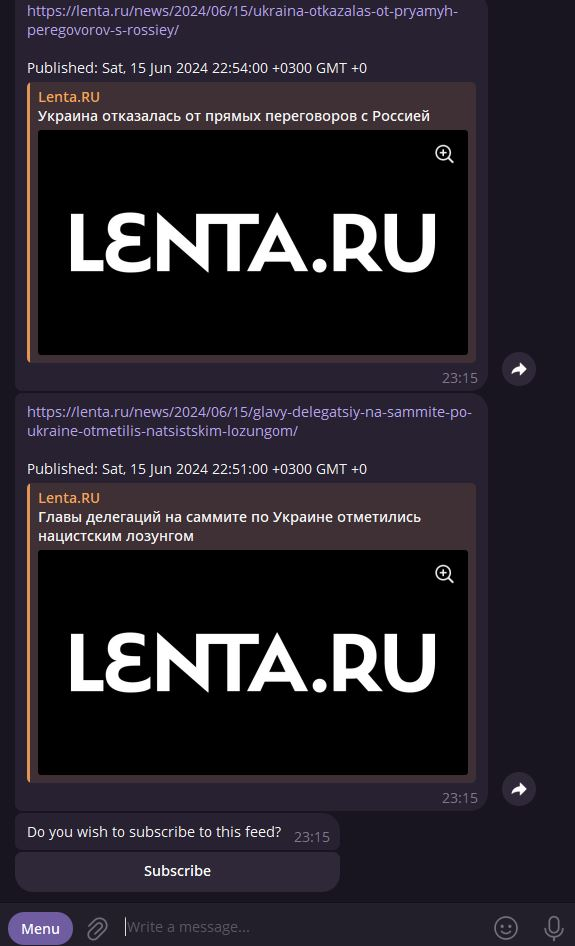 https://lenta.ru/news/2024/06/15/ukraina-otkazalas-ot-pryamyh-
peregovorov-s-rossiey/
Published: Sat, 15 Jun 2024 22:54:00 +0300 GMT +0
Lenta.RU
Украина отказалась от прямых переговоров с Россией
LENTA.RU
23:15
https://lenta.ru/news/2024/06/15/glavy-delegatsiy-na-sammite-po-
ukraine-otmetilis-natsistskim-lozungom/
Published: Sat, 15 Jun 2024 22:51:00 +0300 GMT +0
Lenta.RU
Главы делегаций на саммите по Украине отметились
нацистским лозунгом
LENTA.RU
23:15
Do you wish to subscribe to this feed? 23:15
Subscribe
Menu Write a message...